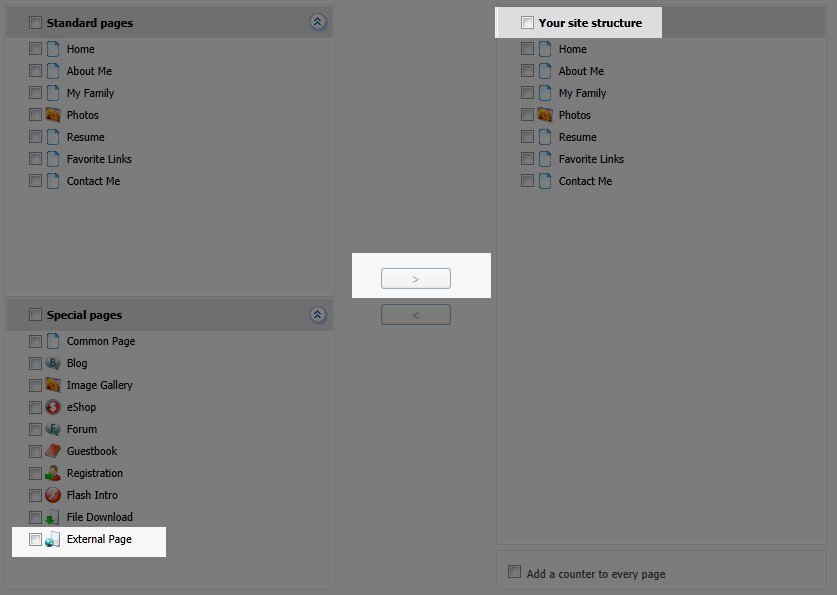 Standard pages
Home
About Me
My Family
Photos
Resume
Favorite Links
Contact Me
Special pages
Common Page
Blog
Image Gallery
eShop
Forum
Guestbook
Registration
Flash Intro
File Download
External Page
>
<
Your site structure
Home
About Me
My Family
Photos
Resume
Favorite Links
Contact Me
Add a counter to every page